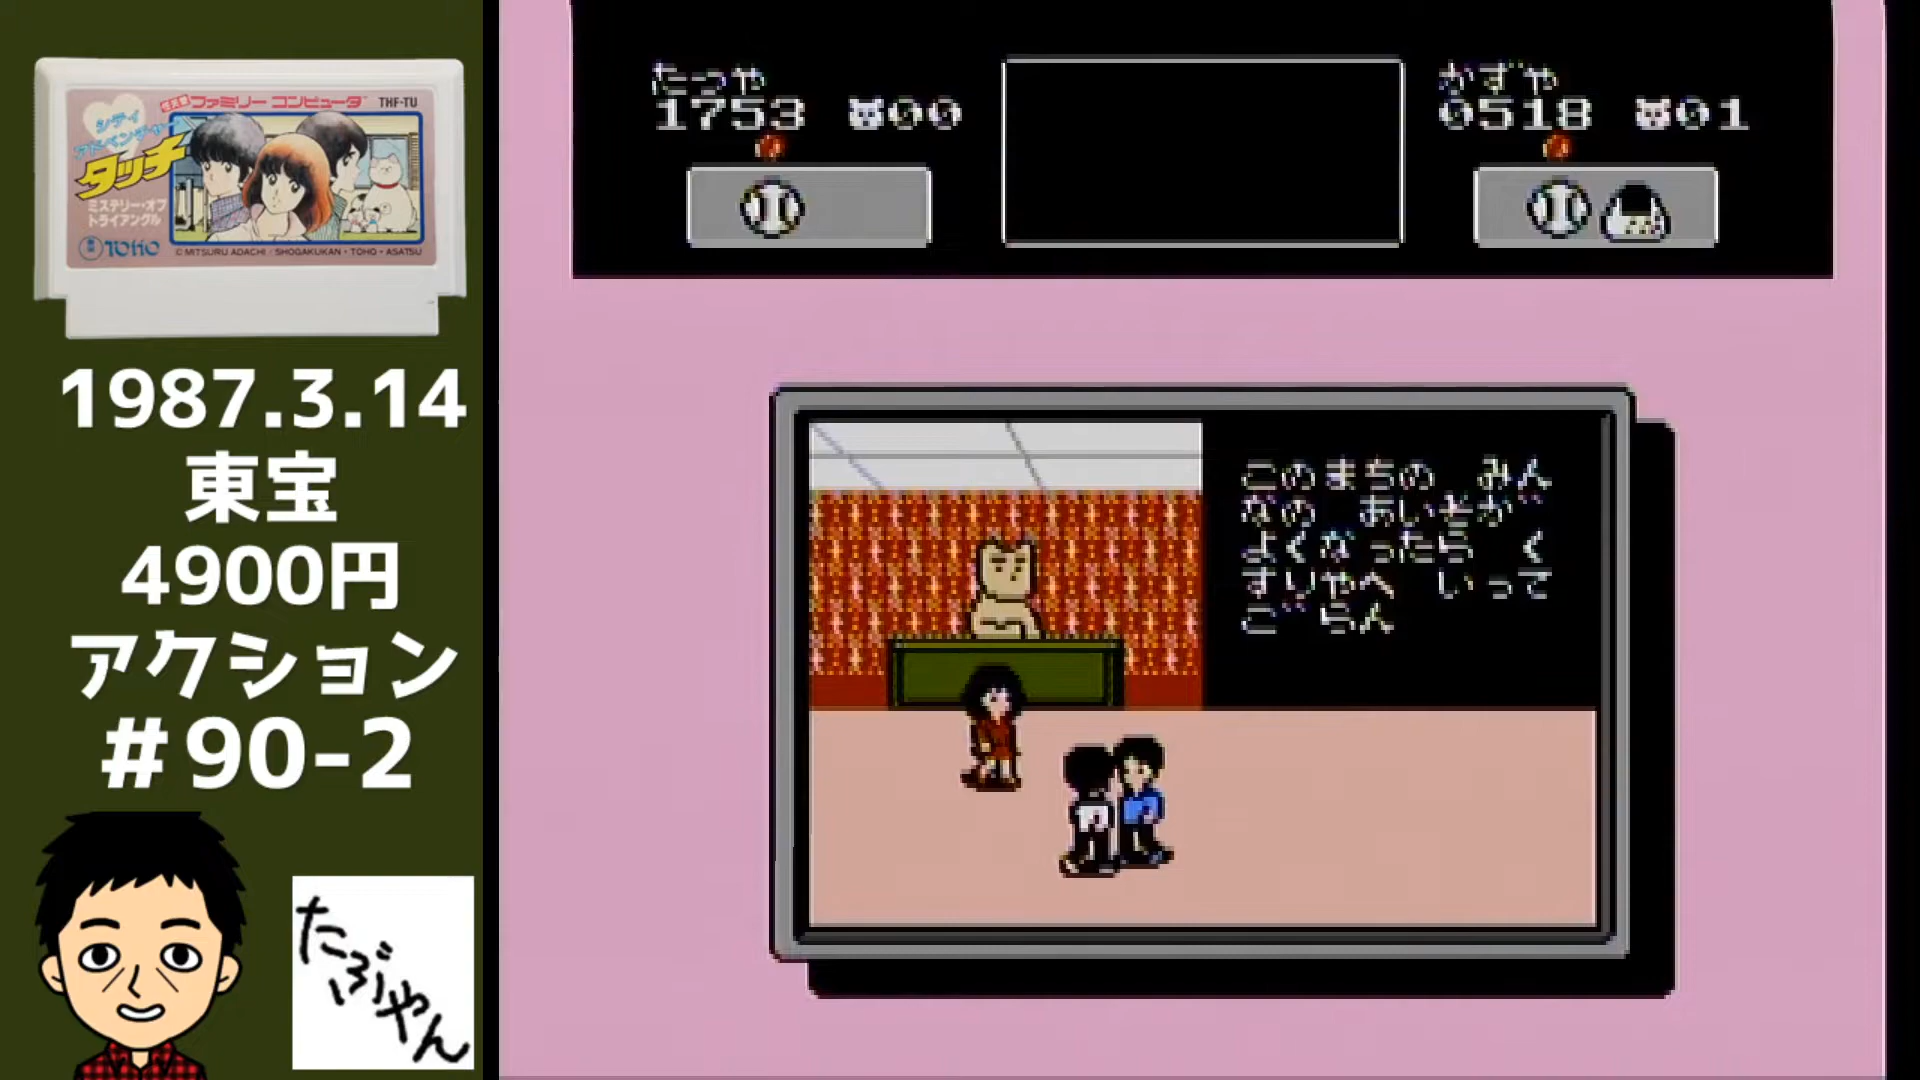 ファミリーコンピュータ THF-TU
シティ
アドベンチャー
タッチ
ミステリー・オブ
トライアングル
TOHO
©MITSURU ADACHI / SHOGAKUKAN・TOHO・ASATSU
1987.3.14
東宝
4900円
アクション
#90-2
たぶやん
たつや
1753 00
かずや
0518 01
このまちの みん
なの あいそが
よくなったら く
すりやへ いって
ごらん